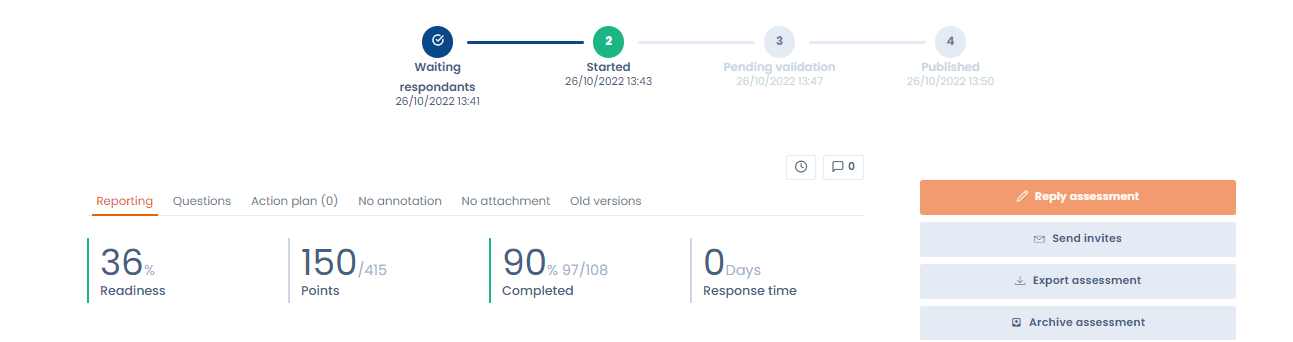 2
3
4
Waiting
respondants
26/10/2022 13:41
Started
26/10/2022 13:43
Pending validation
26/10/2022 13:47
Published
26/10/2022 13:50
0
Reporting
Questions
Action plan (0)
No annotation
No attachment
Old versions
36%
Readiness
150/415
Points
90% 97/108
Completed
0Days
Response time
Reply assessment
Send invites
Export assessment
Archive assessment